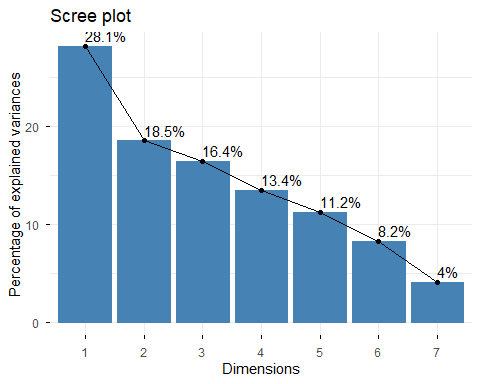 Scree plot
28.1%
18.5%
16.4%
13.4%
11.2%
8.2%
4%
Percentage of explained variances
20
10
0
1 2 3 4 5 6 7
Dimensions